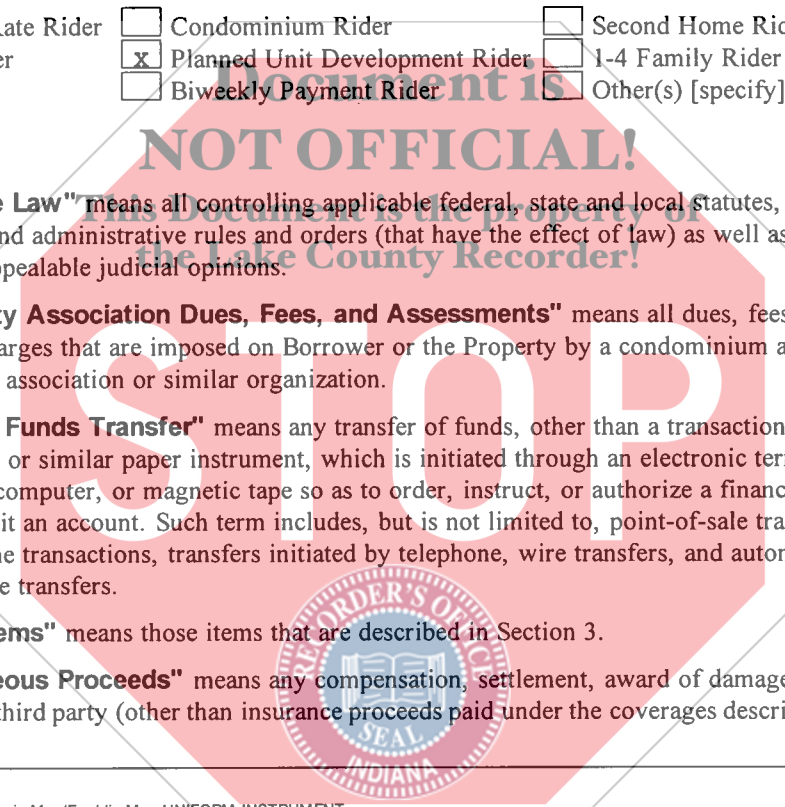 ate Rider Condominium Rider Second Home Rid
er x Planned Unit Development Rider 1-4 Family Rider
Biweekly Payment Rider Other(s) [specify]
Document is
NOT OFFICIAL!
This Document is the property of
the Lake County Recorder!
e Law" means all controlling applicable federal, state and local statutes,
nd administrative rules and orders (that have the effect of law) as well as
ppealable judicial opinions.
ty Association Dues, Fees, and Assessments" means all dues, fees
arges that are imposed on Borrower or the Property by a condominium a
association or similar organization.
STOP
Funds Transfer" means any transfer of funds, other than a transaction
or similar paper instrument, which is initiated through an electronic ter
computer, or magnetic tape so as to order, instruct, or authorize a financ
it an account. Such term includes, but is not limited to, point-of-sale tra
ne transactions, transfers initiated by telephone, wire transfers, and autom
e transfers.
ems" means those items that are described in Section 3.
eous Proceeds" means any compensation, settlement, award of damage
third party (other than insurance proceeds paid under the coverages descri
RECORDER'S OFFICE
SEAL
INDIANA